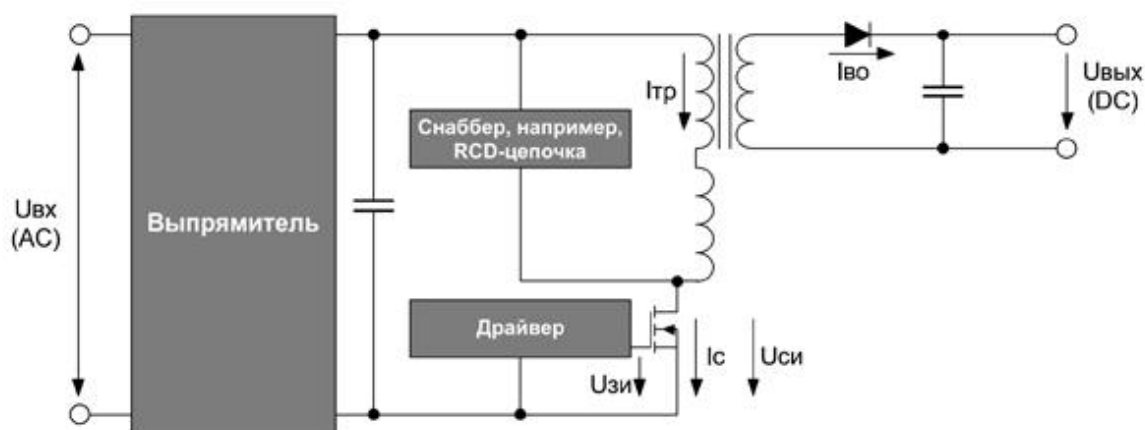 Uвх
(AC)
Выпрямитель
Снаббер, например,
RCD-цепочка
Драйвер
Iтр
Iво
Uвых
(DC)
Uзи
Iс
Uси